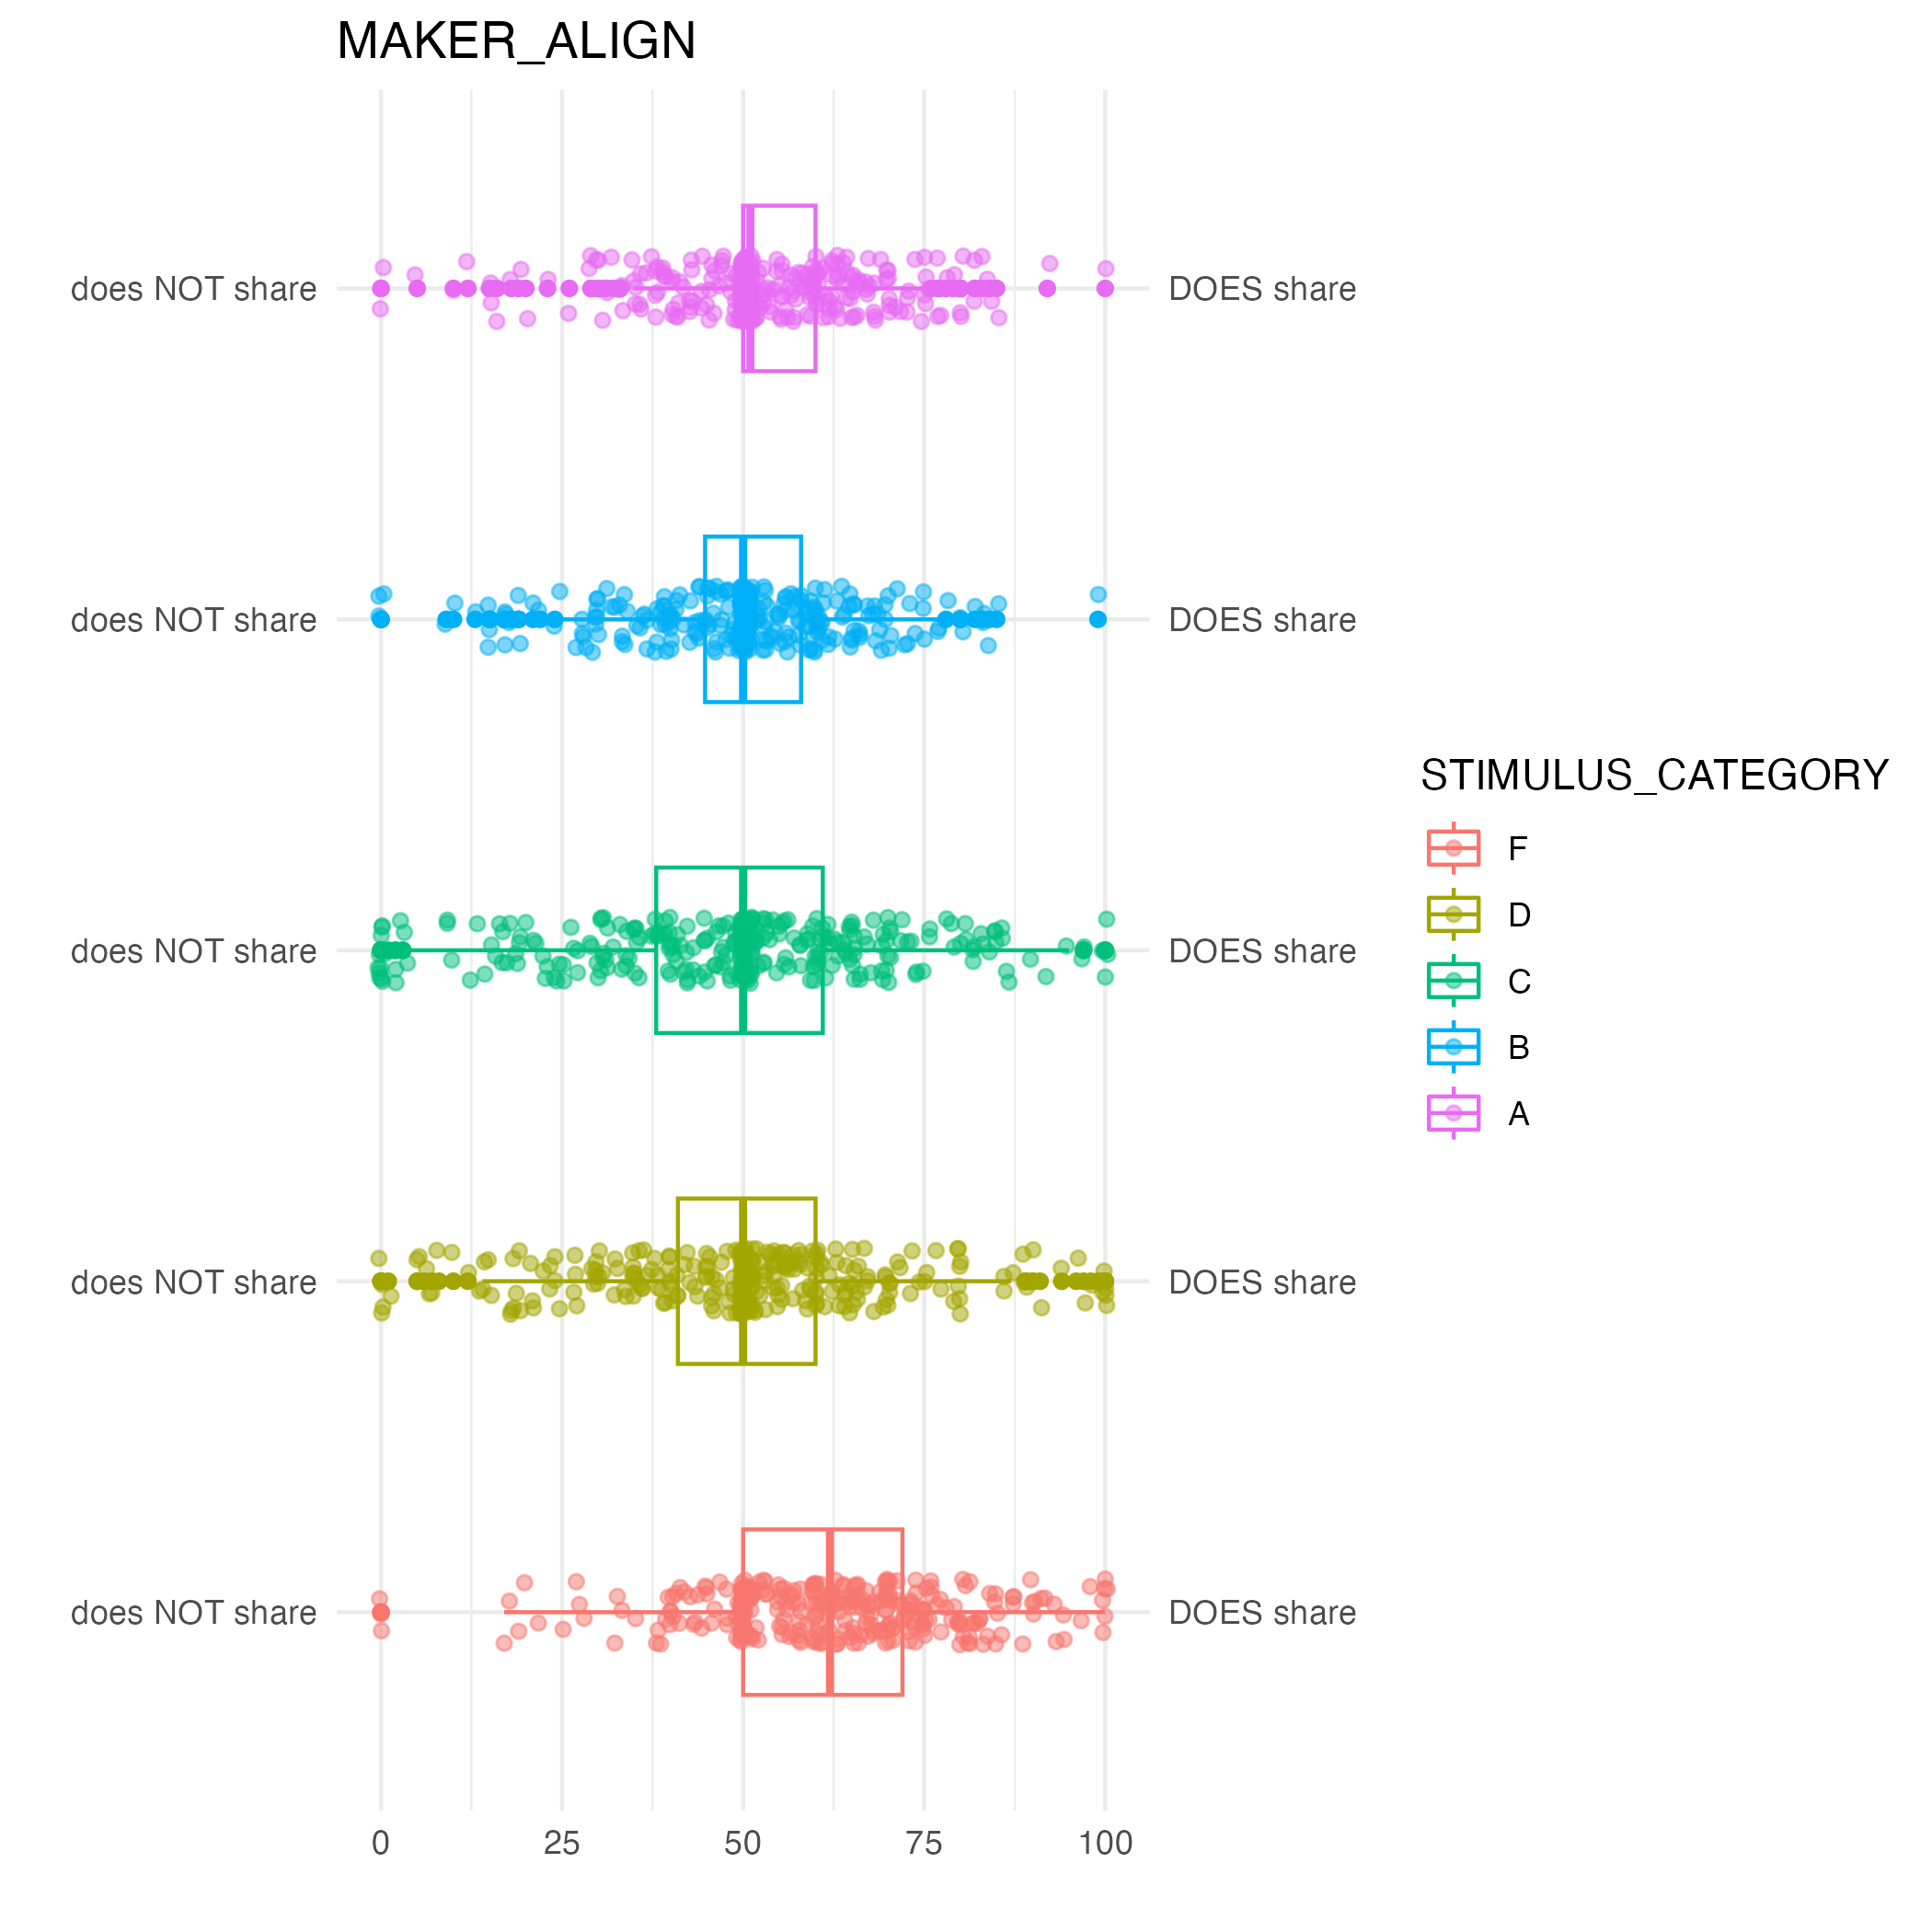 MAKER_ALIGN
does NOT share
DOES share
does NOT share
DOES share
does NOT share
DOES share
does NOT share
DOES share
does NOT share
DOES share
0
25
50
75
100
STIMULUS_CATEGORY
F
D
C
B
A